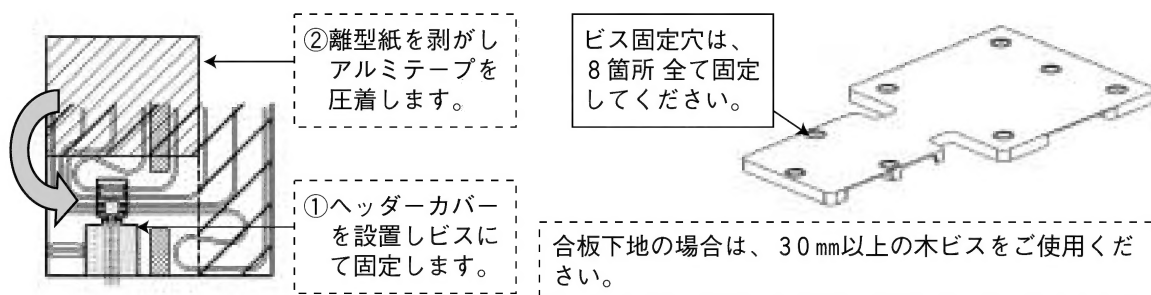 ②離型紙を剥がし
アルミテープを
圧着します。
①ヘッダーカバー
を設置しビスに
て固定します。
ビス固定穴は、
8箇所 全て固定
してください。
合板下地の場合は、30㎜以上の木ビスをご使用くだ
さい。